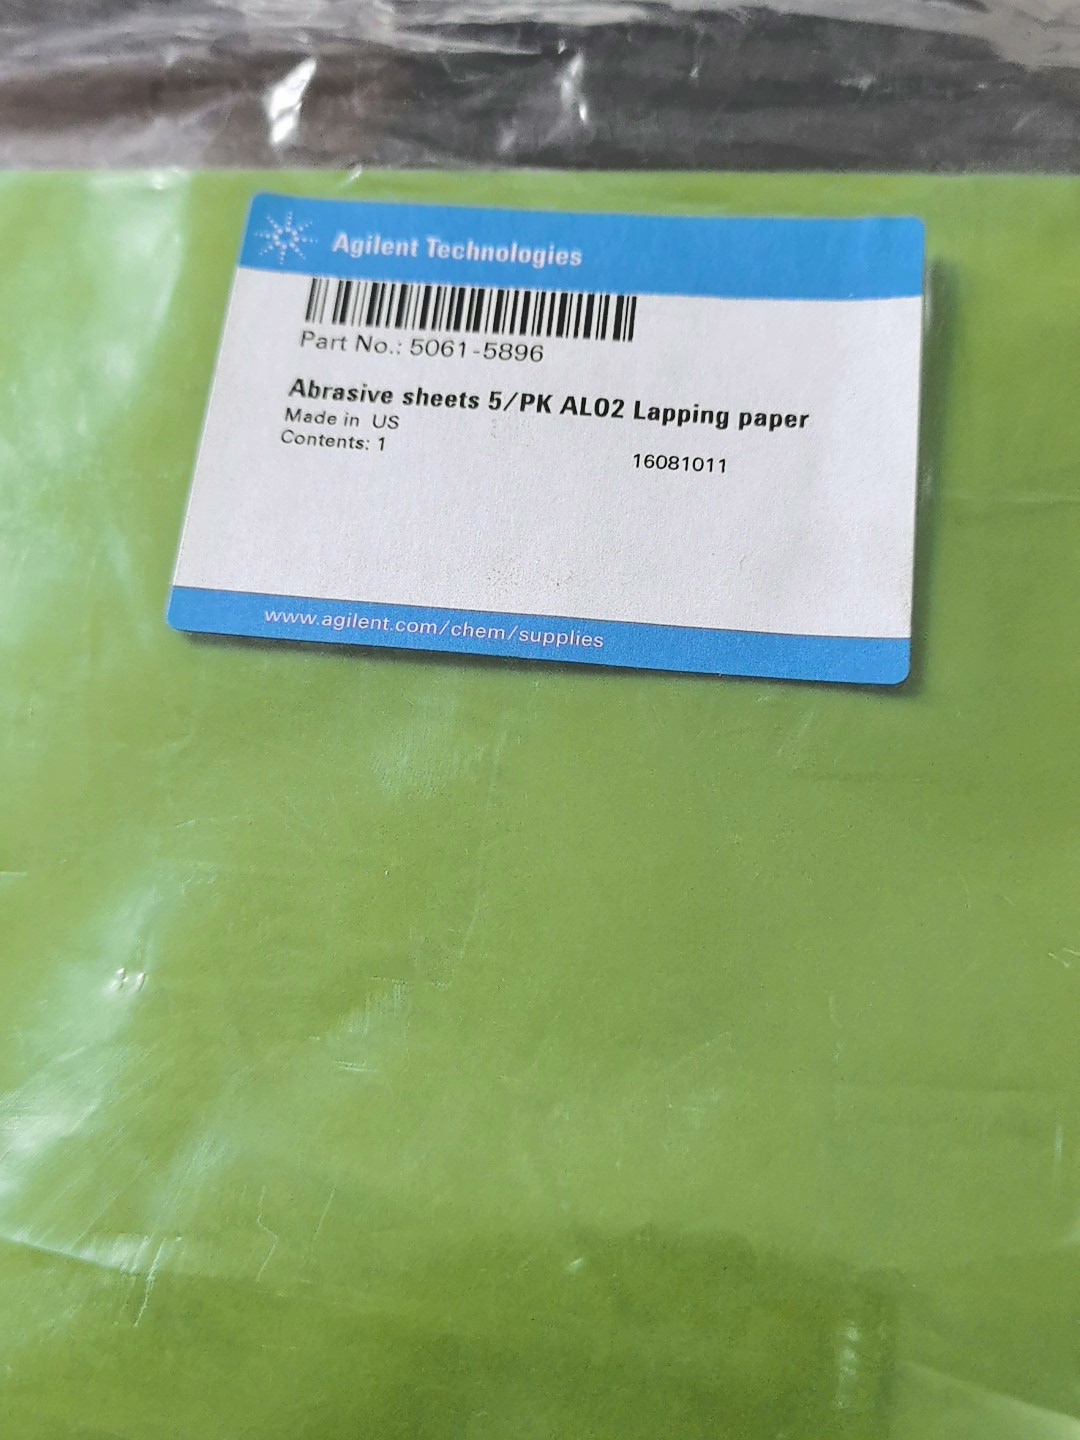 Agilent Technologies
Part No.: 5061-5896
Abrasive sheets 5/PK ALO2 Lapping paper
Made in US
Contents: 1
16081011
www.agilent.com/chem/supplies